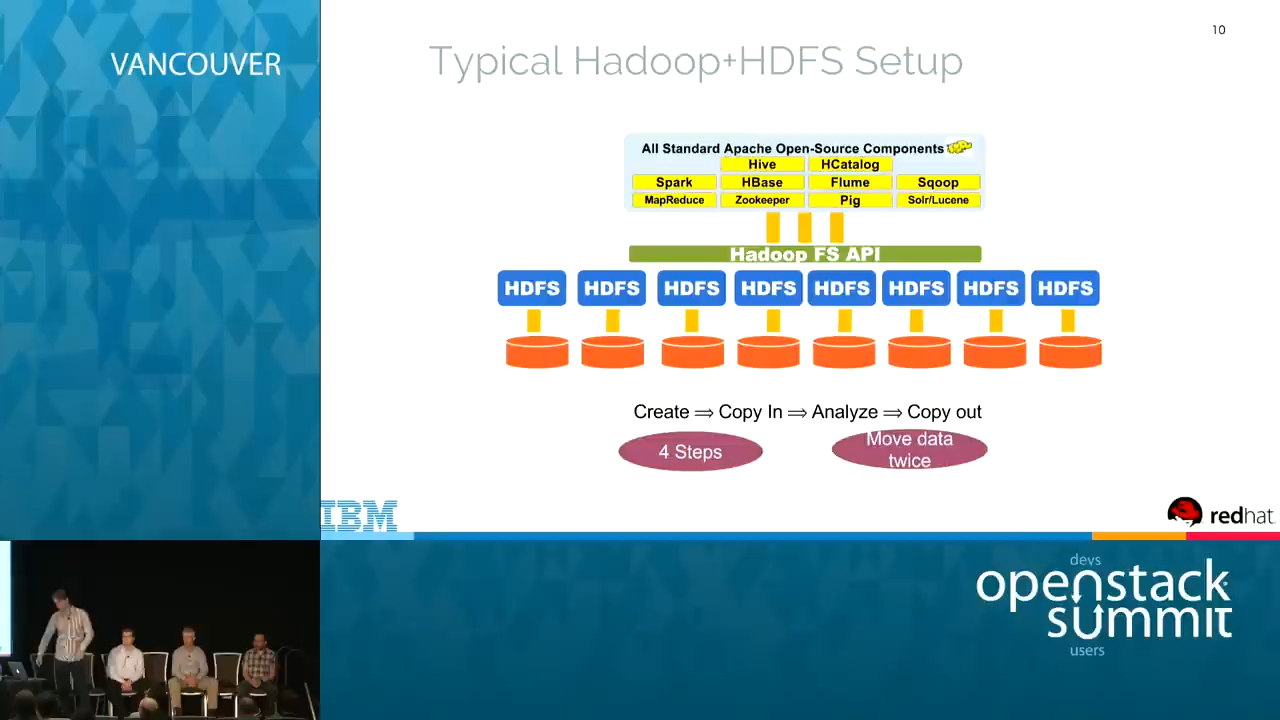 VANCOUVER
10
Typical Hadoop+HDFS Setup
All Standard Apache Open-Source Components
Hive HCatalog
Spark HBase Flume Sqoop
MapReduce Zookeeper Pig Solr/Lucene
Hadoop FS API
HDFS HDFS HDFS HDFS HDFS HDFS HDFS HDFS
Create ⇒ Copy In ⇒ Analyze ⇒ Copy out
4 Steps
Move data
twice
IBM
redhat
devs
openstack
summit
users